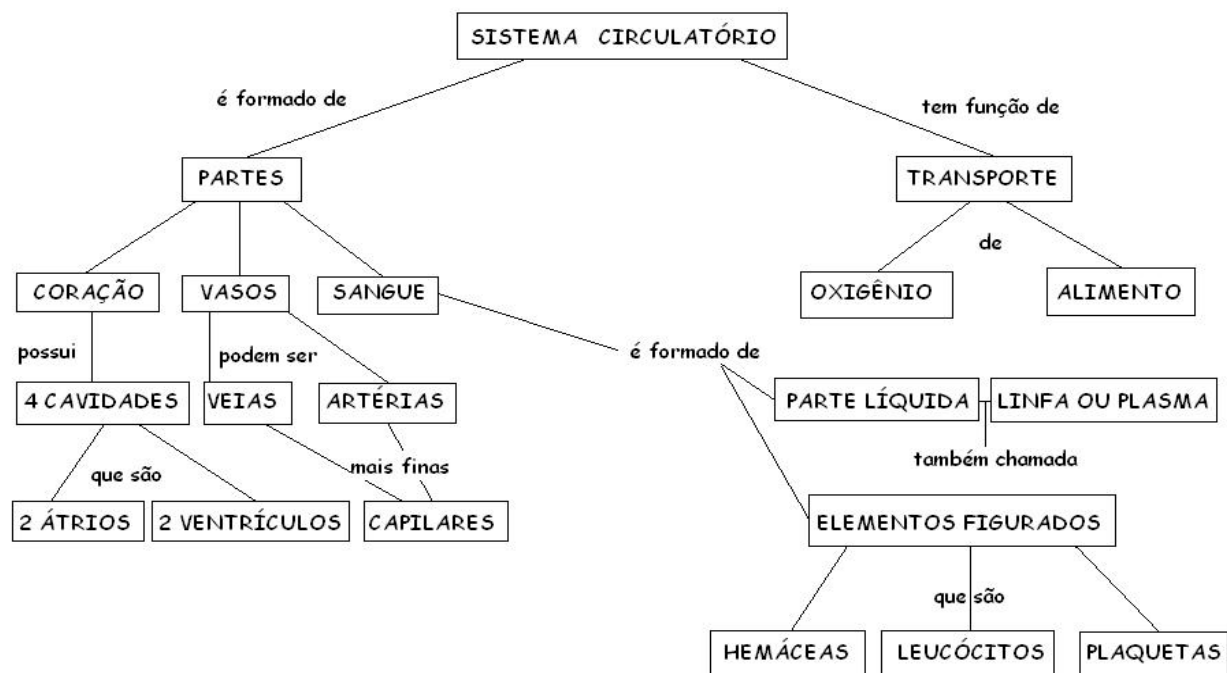 SISTEMA CIRCULATÓRIO
é formado de
tem função de
PARTES
TRANSPORTE
de
CORAÇÃO
VASOS
SANGUE
OXIGÊNIO
ALIMENTO
possui
podem ser
é formado de
4 CAVIDADES
VEIAS
ARTÉRIAS
PARTE LÍQUIDA
LINFA OU PLASMA
que são
mais finas
também chamada
2 ÁTRIOS
2 VENTRÍCULOS
CAPILARES
ELEMENTOS FIGURADOS
que são
HEMÁCEAS
LEUCÓCITOS
PLAQUETAS